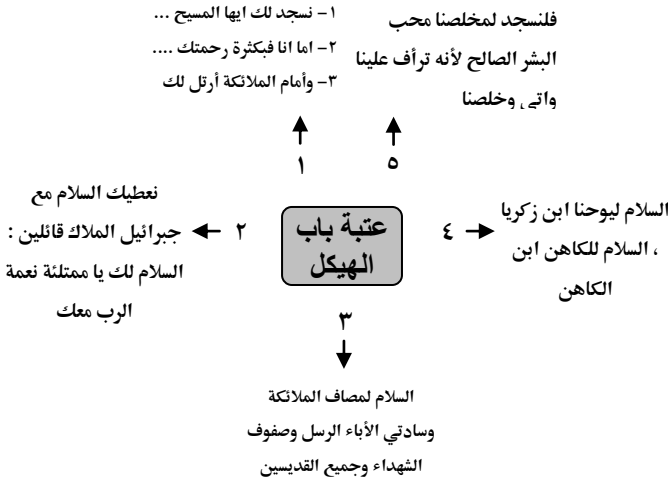 ١- نسجد لك ايها المسيح ...
٢- اما انا فبكثرة رحمتك ....
٣- وأمام الملائكة أرتل لك
فلنسجد لمخلصنا محب
البشر الصالح لأنه ترأف علينا
واتى وخلصنا
١
٥
السلام ليوحنا ابن زكريا
، السلام للكاهن ابن
الكاهن
٤
عتبة باب
الهيكل
٢
نعطيك السلام مع
جبرائيل الملاك قائلين :
السلام لك يا ممتلئة نعمة
الرب معك
٣
السلام لمصاف الملائكة
وسادتي الأباء الرسل وصفوف
الشهداء وجميع القديسين